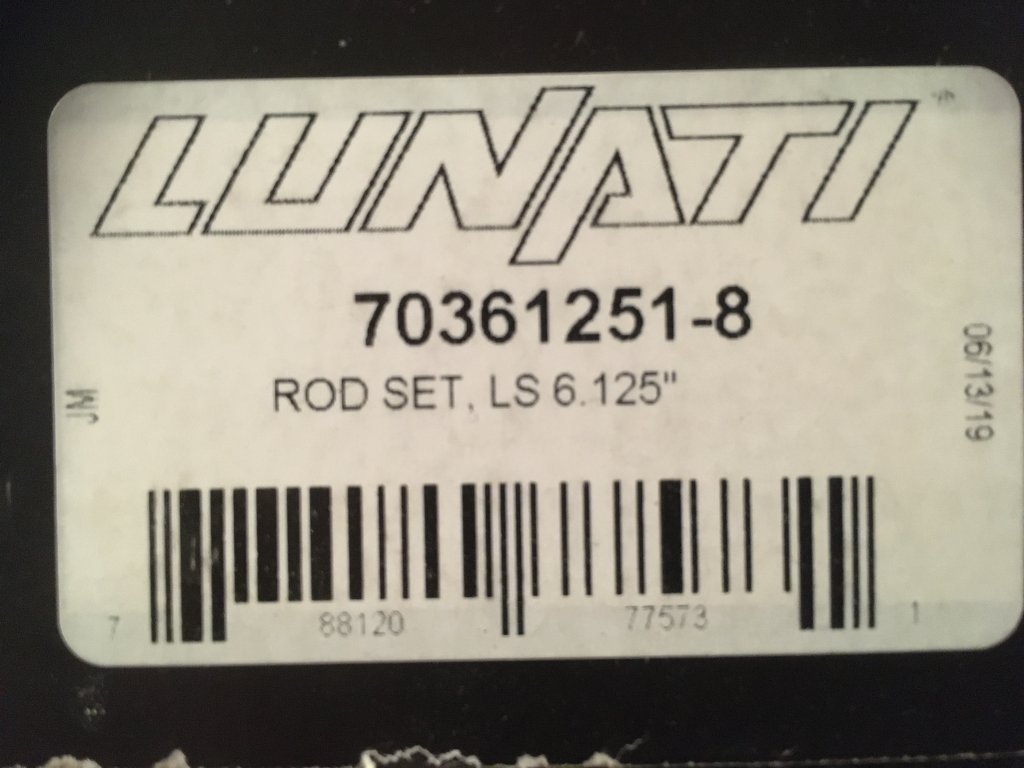 LUNATI
70361251-8
ROD SET, LS 6.125"
JM
06/13/19
7 88120 77573 1